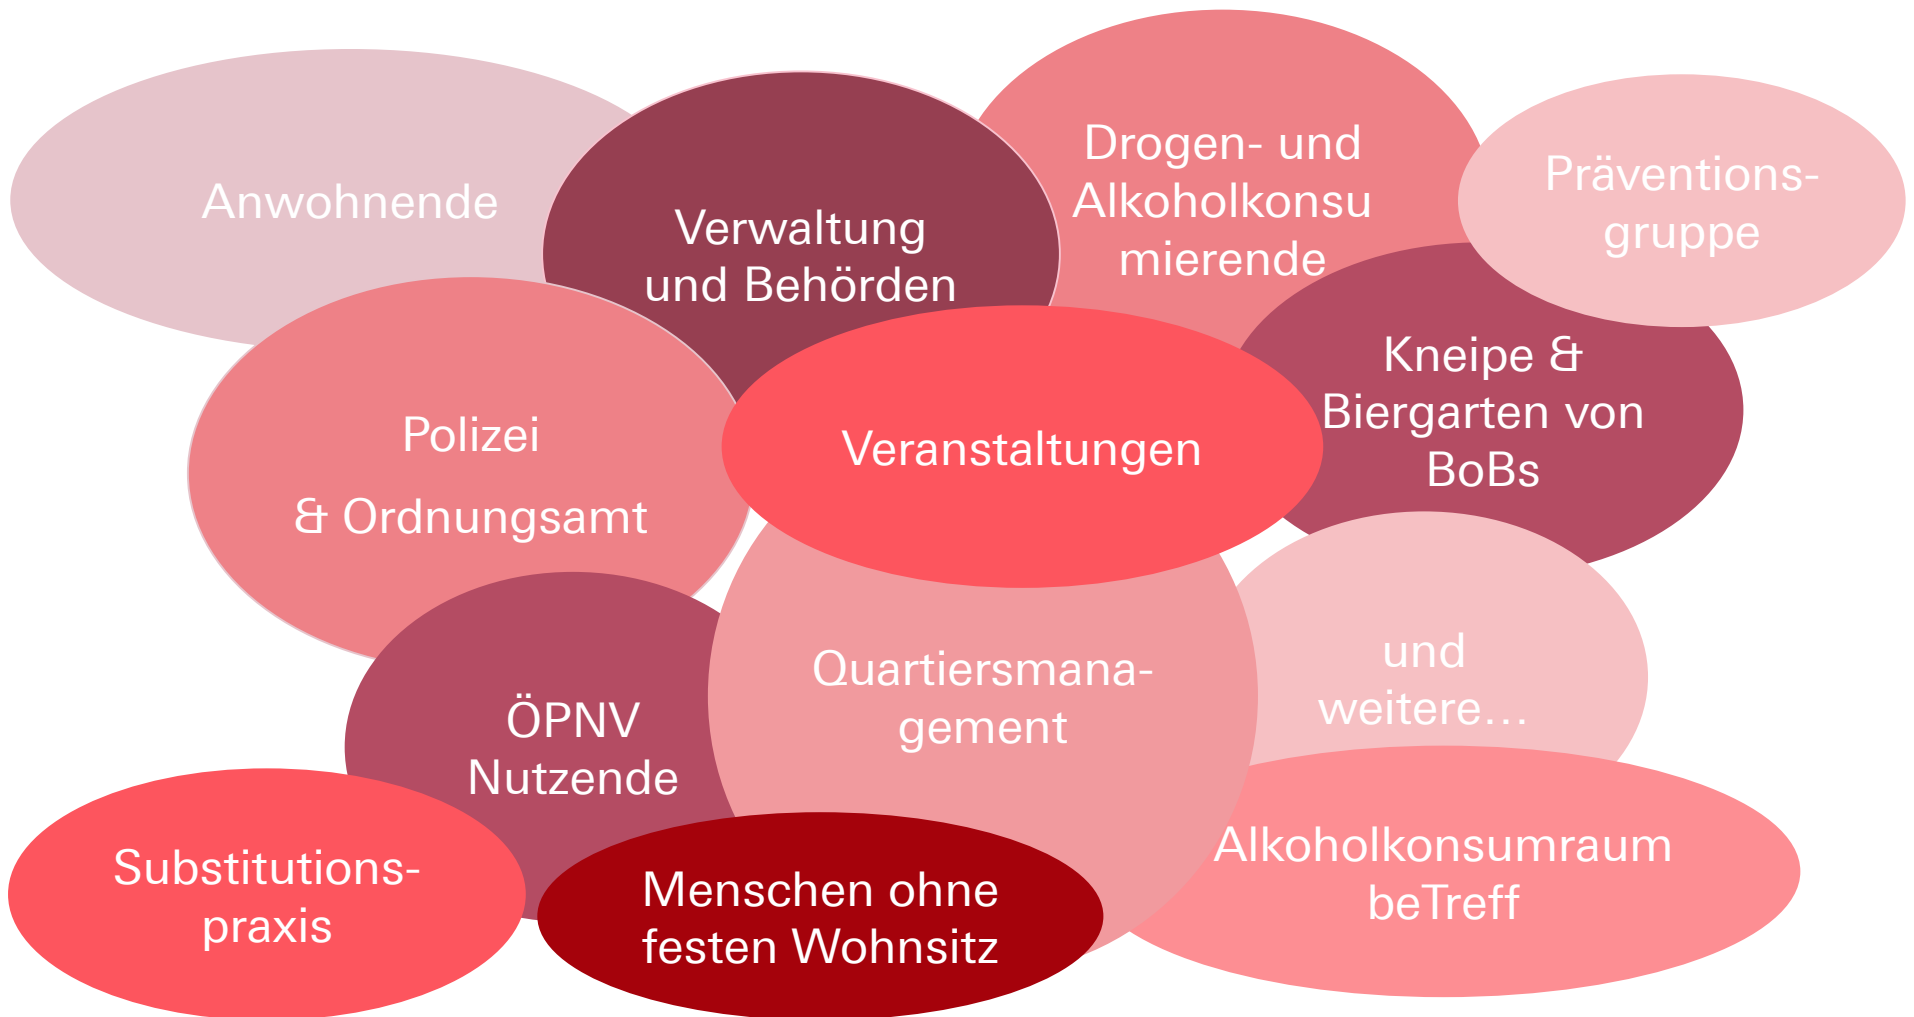 Anwohnende
Verwaltung
und Behörden
Drogen- und
Alkoholkonsu
mierende
Präventions-
gruppe
Polizei
& Ordnungsamt
Veranstaltungen
Kneipe &
Biergarten von
BoBs
ÖPNV
Nutzende
Quartiersmana-
gement
und
weitere...
Substitutions-
praxis
Menschen ohne
festen Wohnsitz
Alkoholkonsumraum
beTreff